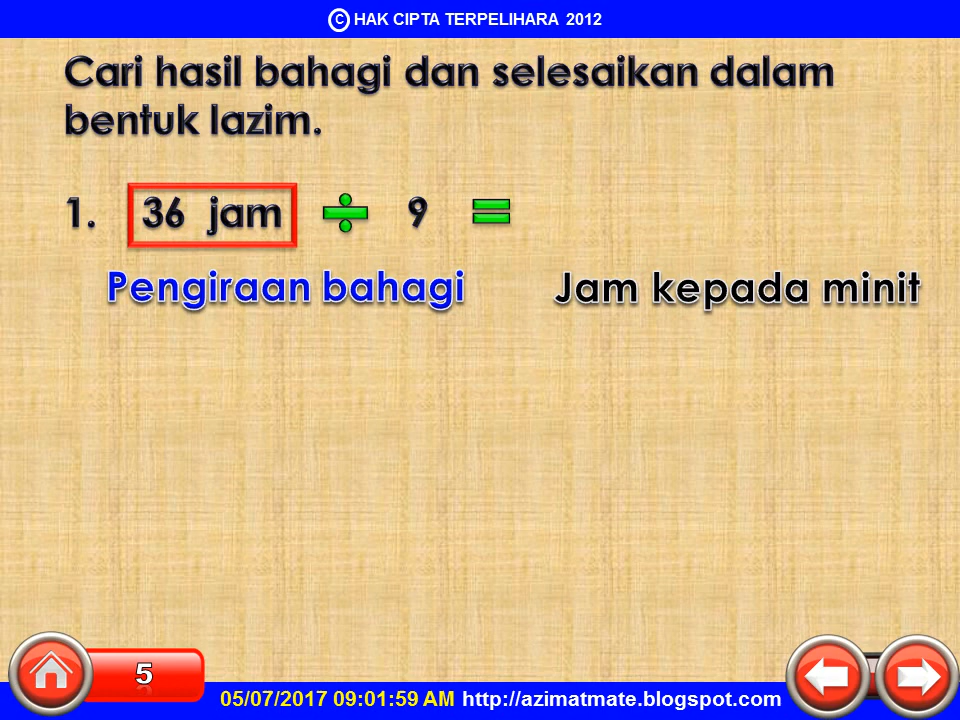 © HAK CIPTA TERPELIHARA 2012
Cari hasil bahagi dan selesaikan dalam
bentuk lazim.
1. 36 jam ÷ 9 =
Pengiraan bahagi
Jam kepada minit
5
05/07/2017 09:01:59 AM http://azimatmate.blogspot.com